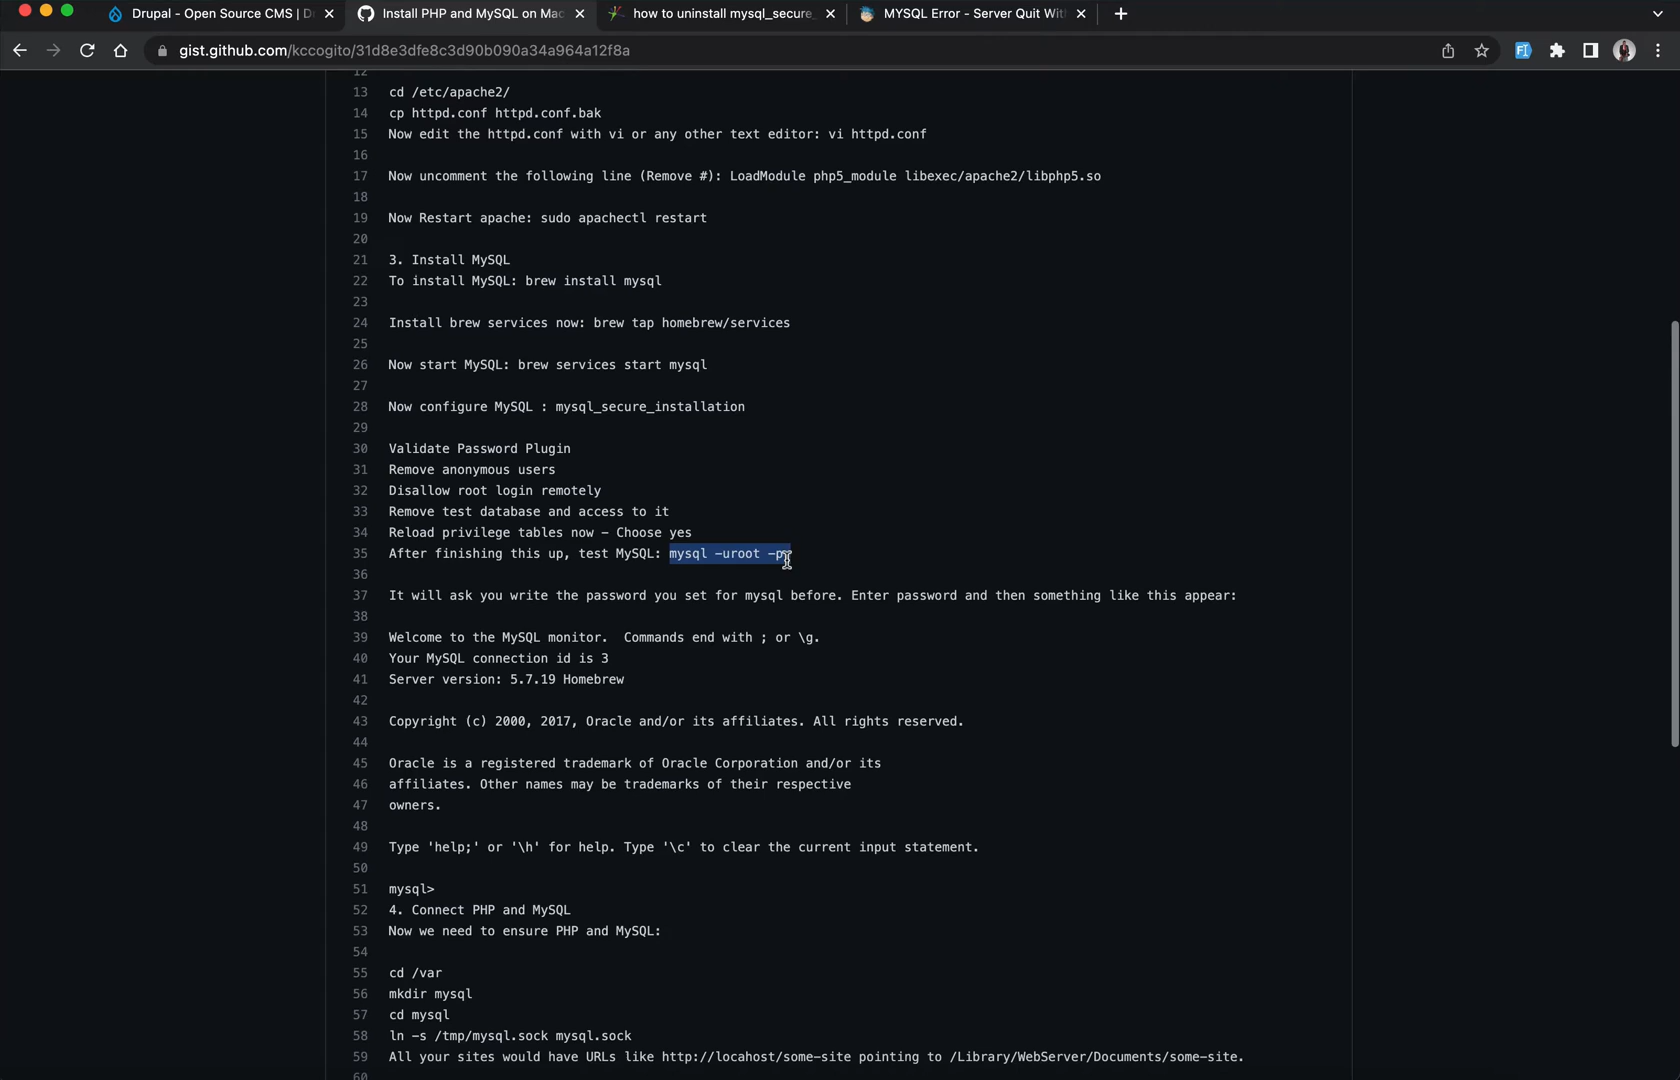 Drupal - Open Source CMS | D
Install PHP and MySQL on Mac
how to uninstall mysql_secure_
MYSQL Error - Server Quit With
gist.github.com/kccogito/31d8e3dfe8c3d90b090a34a964a12f8a
12
13 cd /etc/apache2/
14 cp httpd.conf httpd.conf.bak
15 Now edit the httpd.conf with vi or any other text editor: vi httpd.conf
16
17 Now uncomment the following line (Remove #): LoadModule php5_module libexec/apache2/libphp5.so
18
19 Now Restart apache: sudo apachectl restart
20
21 3. Install MySQL
22 To install MySQL: brew install mysql
23
24 Install brew services now: brew tap homebrew/services
25
26 Now start MySQL: brew services start mysql
27
28 Now configure MySQL : mysql_secure_installation
29
30 Validate Password Plugin
31 Remove anonymous users
32 Disallow root login remotely
33 Remove test database and access to it
34 Reload privilege tables now – Choose yes
35 After finishing this up, test MySQL: mysql -uroot -p
36
37 It will ask you write the password you set for mysql before. Enter password and then something like this appear:
38
39 Welcome to the MySQL monitor.  Commands end with ; or \g.
40 Your MySQL connection id is 3
41 Server version: 5.7.19 Homebrew
42
43 Copyright (c) 2000, 2017, Oracle and/or its affiliates. All rights reserved.
44
45 Oracle is a registered trademark of Oracle Corporation and/or its
46 affiliates. Other names may be trademarks of their respective
47 owners.
48
49 Type 'help;' or '\h' for help. Type '\c' to clear the current input statement.
50
51 mysql>
52 4. Connect PHP and MySQL
53 Now we need to ensure PHP and MySQL:
54
55 cd /var
56 mkdir mysql
57 cd mysql
58 ln -s /tmp/mysql.sock mysql.sock
59 All your sites would have URLs like http://locahost/some-site pointing to /Library/WebServer/Documents/some-site.
60